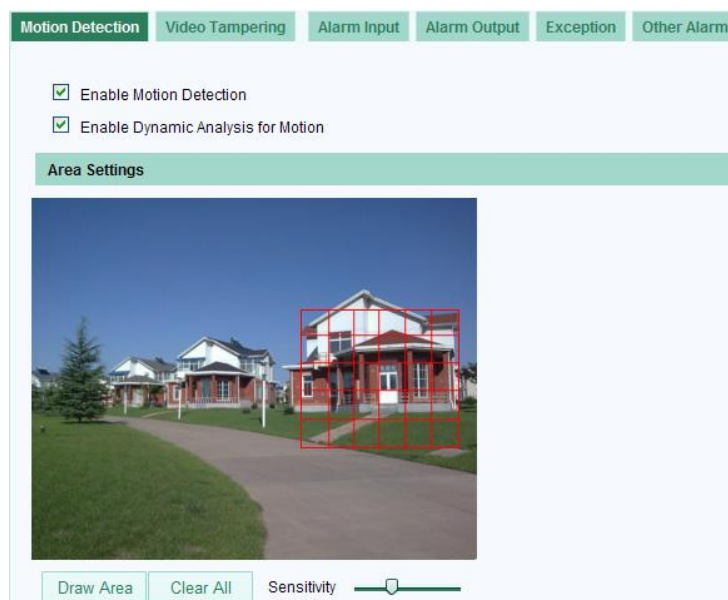 Motion Detection Video Tampering Alarm Input Alarm Output Exception Other Alarm
Enable Motion Detection
Enable Dynamic Analysis for Motion
Area Settings
Draw Area Clear All Sensitivity